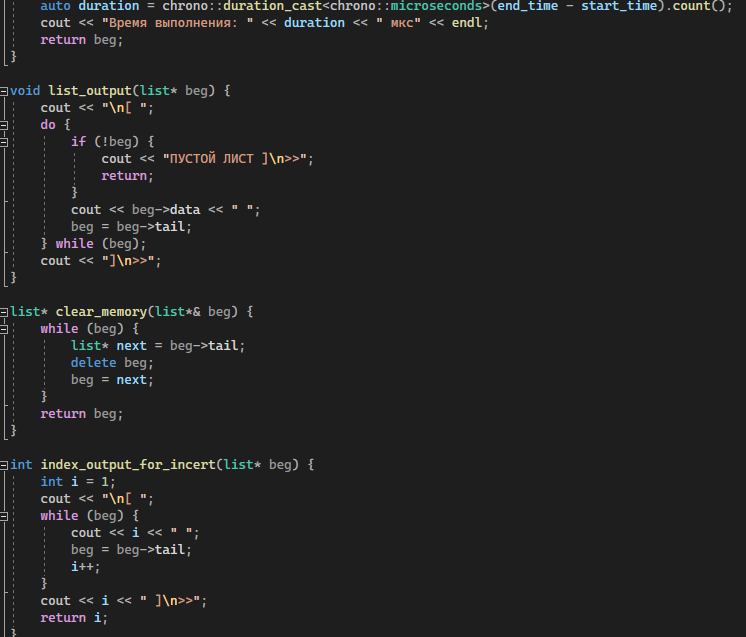 auto duration = chrono::duration_cast<chrono::microseconds>(end_time - start_time).count();
    cout << "Время выполнения: " << duration << " мкс" << endl;
    return beg;
}

void list_output(list* beg) {
    cout << "\n[ ";
    do {
        if (!beg) {
            cout << "ПУСТОЙ ЛИСТ ]\n>>";
            return;
        }
        cout << beg->data << " ";
        beg = beg->tail;
    } while (beg);
    cout << "]\n>>";
}

list* clear_memory(list*& beg) {
    while (beg) {
        list* next = beg->tail;
        delete beg;
        beg = next;
    }
    return beg;
}

int index_output_for_incert(list* beg) {
    int i = 1;
    cout << "\n[ ";
    while (beg) {
        cout << i << " ";
        beg = beg->tail;
        i++;
    }
    cout << i << " ]\n>>";
    return i;
}